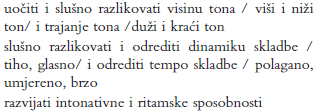 uočiti i slušno razlikovati visinu tona / viši i niži
ton/ i trajanje tona /duži i kraći ton
slušno razlikovati i odrediti dinamiku skladbe /
tiho, glasno/ i odrediti tempo skladbe / polagano,
umjereno, brzo
razvijati intonativne i ritamske sposobnosti